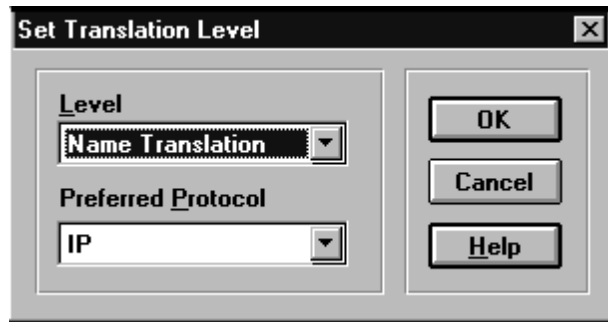 Set Translation Level
Level
Name Translation
Preferred Protocol
IP
OK
Cancel
Help